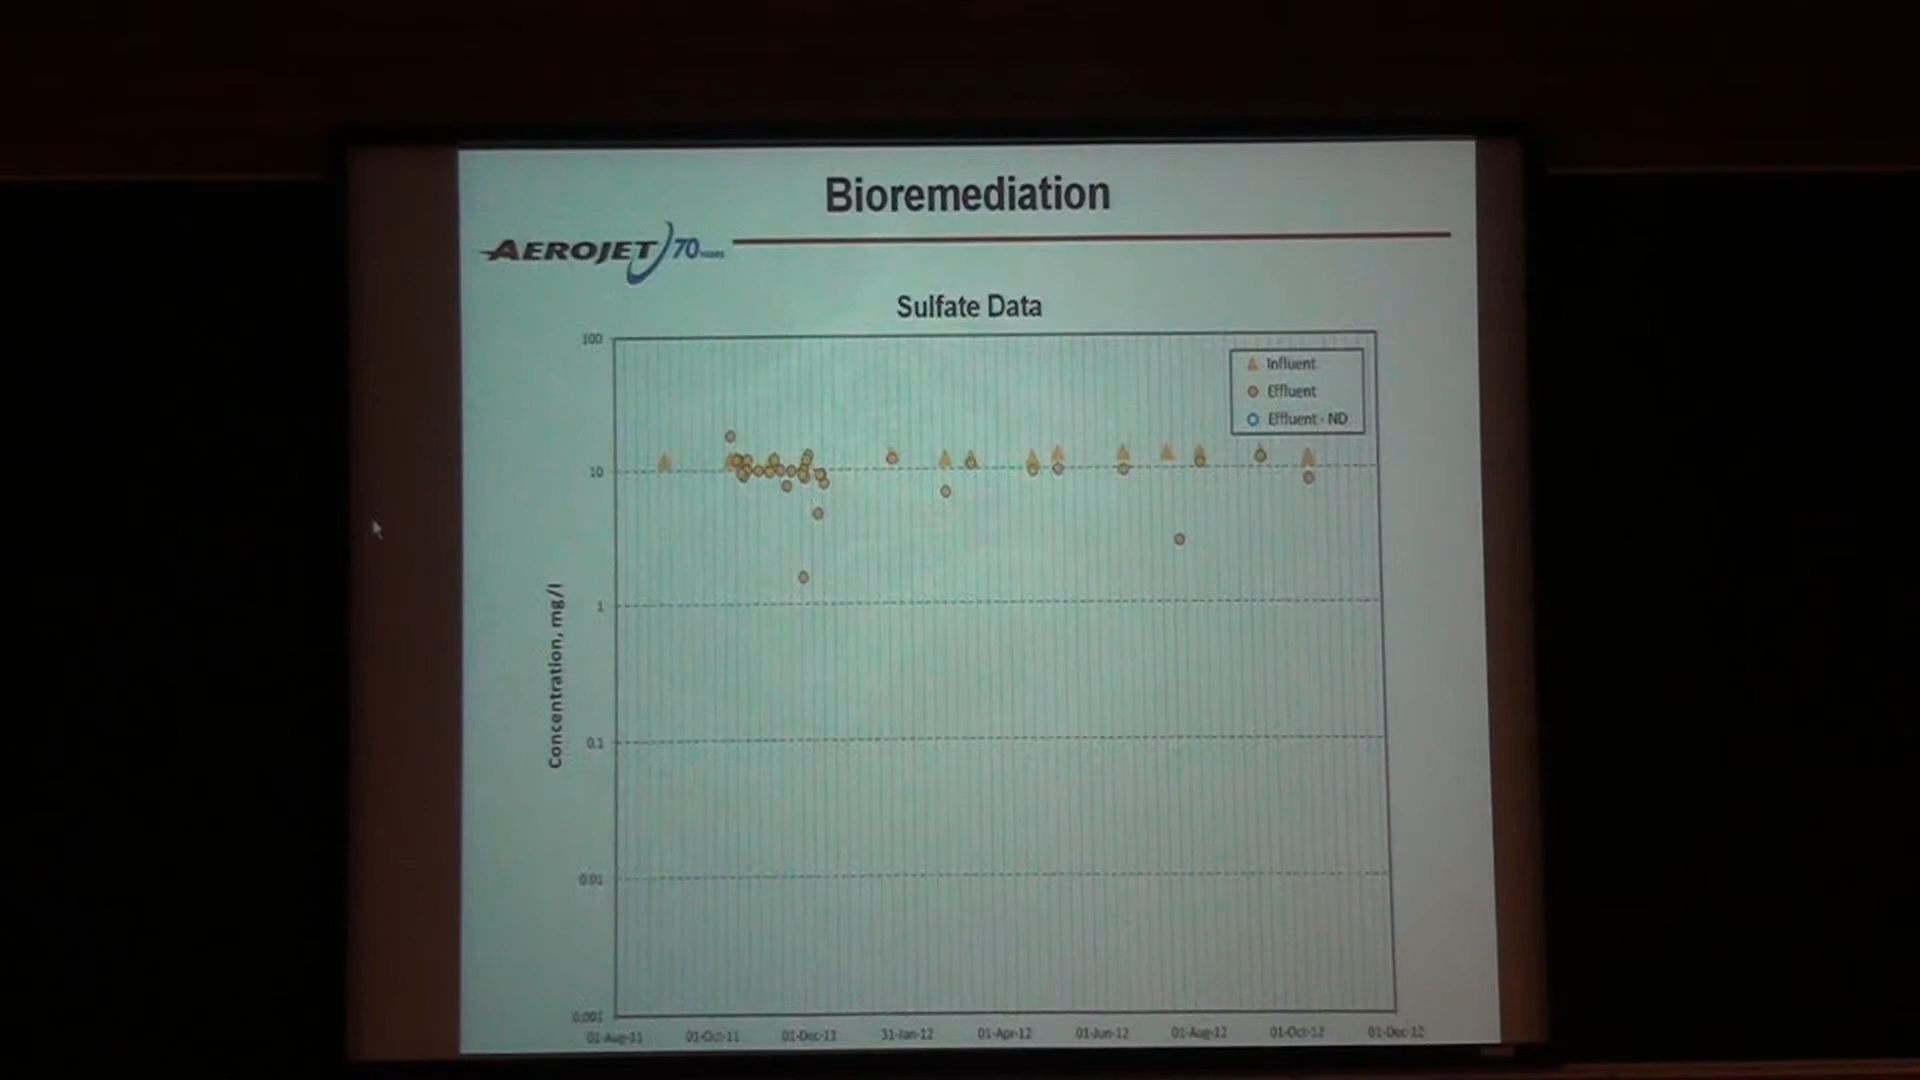 Bioremediation
AEROJET 70 YEARS
Sulfate Data
100
Influent
Effluent
Effluent - ND
10
1
0.1
0.01
0.001
Concentration, mg/l
01-Aug-11 01-Oct-11 01-Dec-11 31-Jan-12 01-Apr-12 01-Jun-12 01-Aug-12 01-Oct-12 01-Dec-12